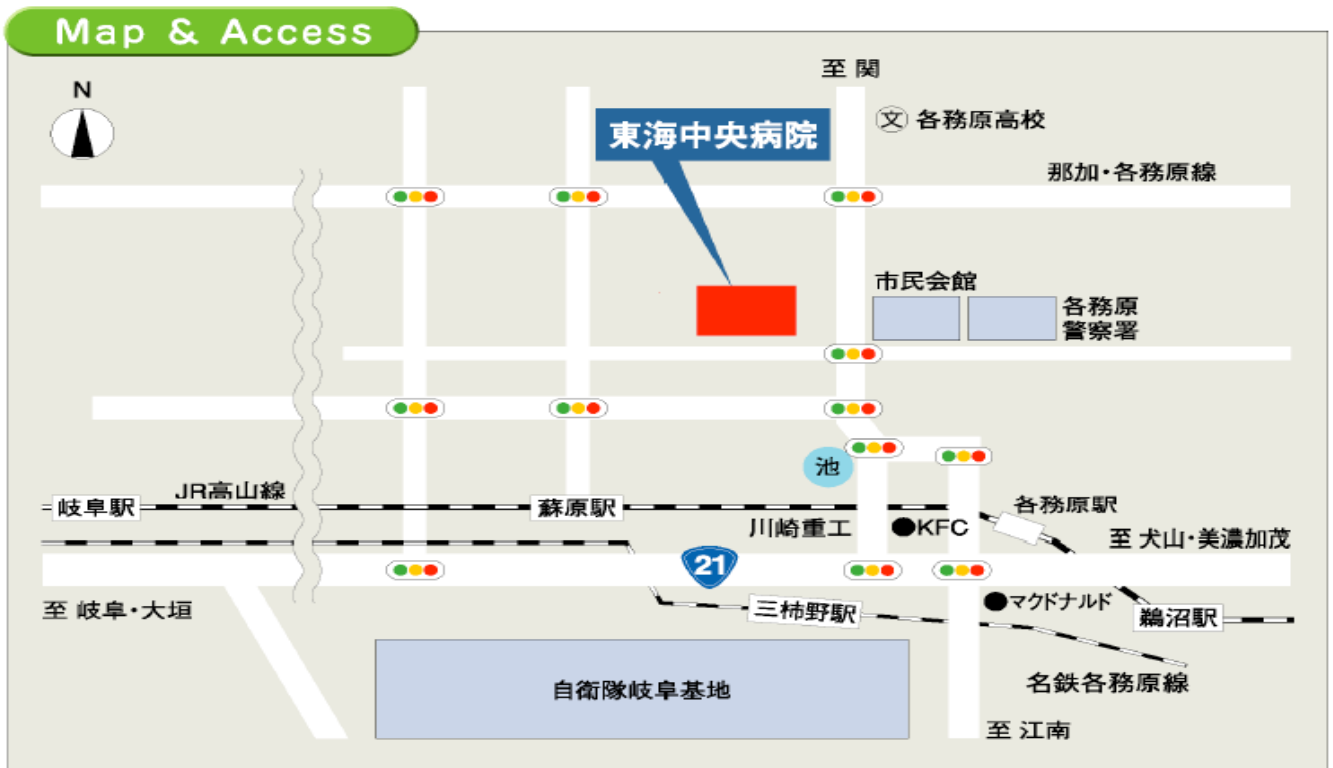 Map & Access
N
至 関
文 各務原高校
東海中央病院
那加・各務原線
市民会館
各務原
警察署
池
JR高山線
岐阜駅
蘇原駅
各務原駅
川崎重工
KFC
至 犬山・美濃加茂
21
至 岐阜・大垣
三柿野駅
マクドナルド
鵜沼駅
自衛隊岐阜基地
名鉄各務原線
至 江南